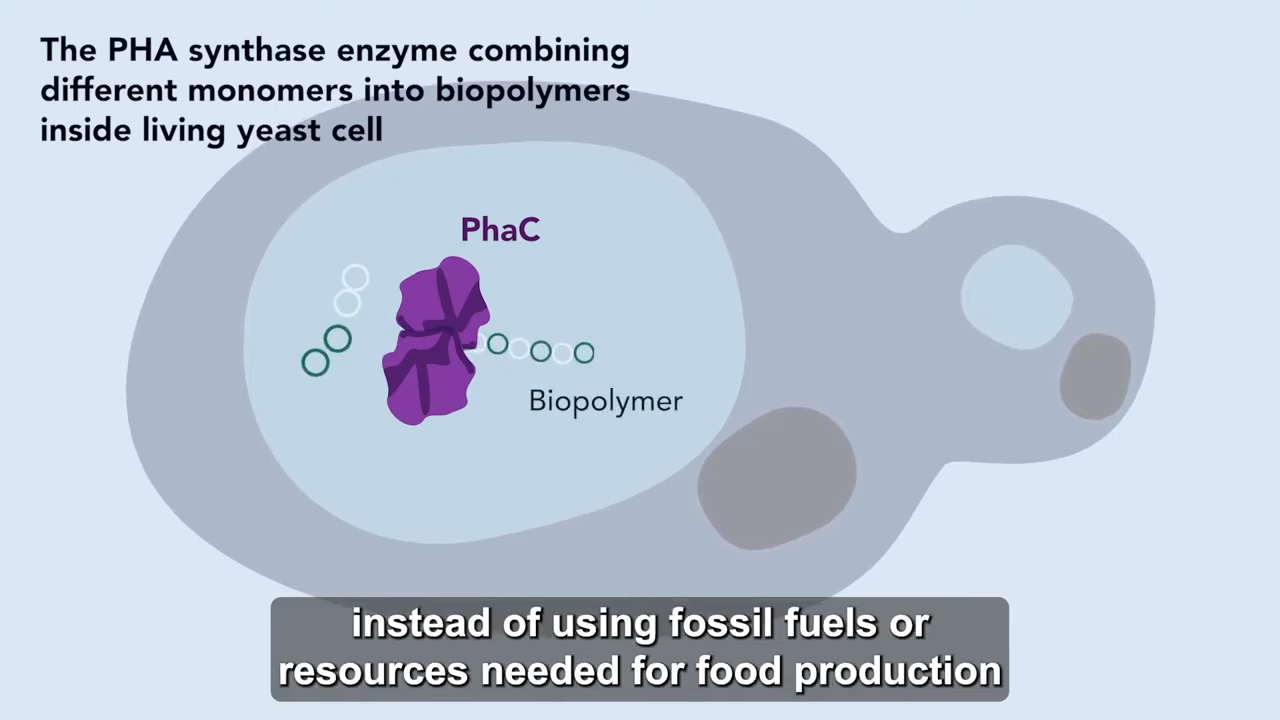 The PHA synthase enzyme combining
different monomers into biopolymers
inside living yeast cell
PhaC
Biopolymer
instead of using fossil fuels or
resources needed for food production